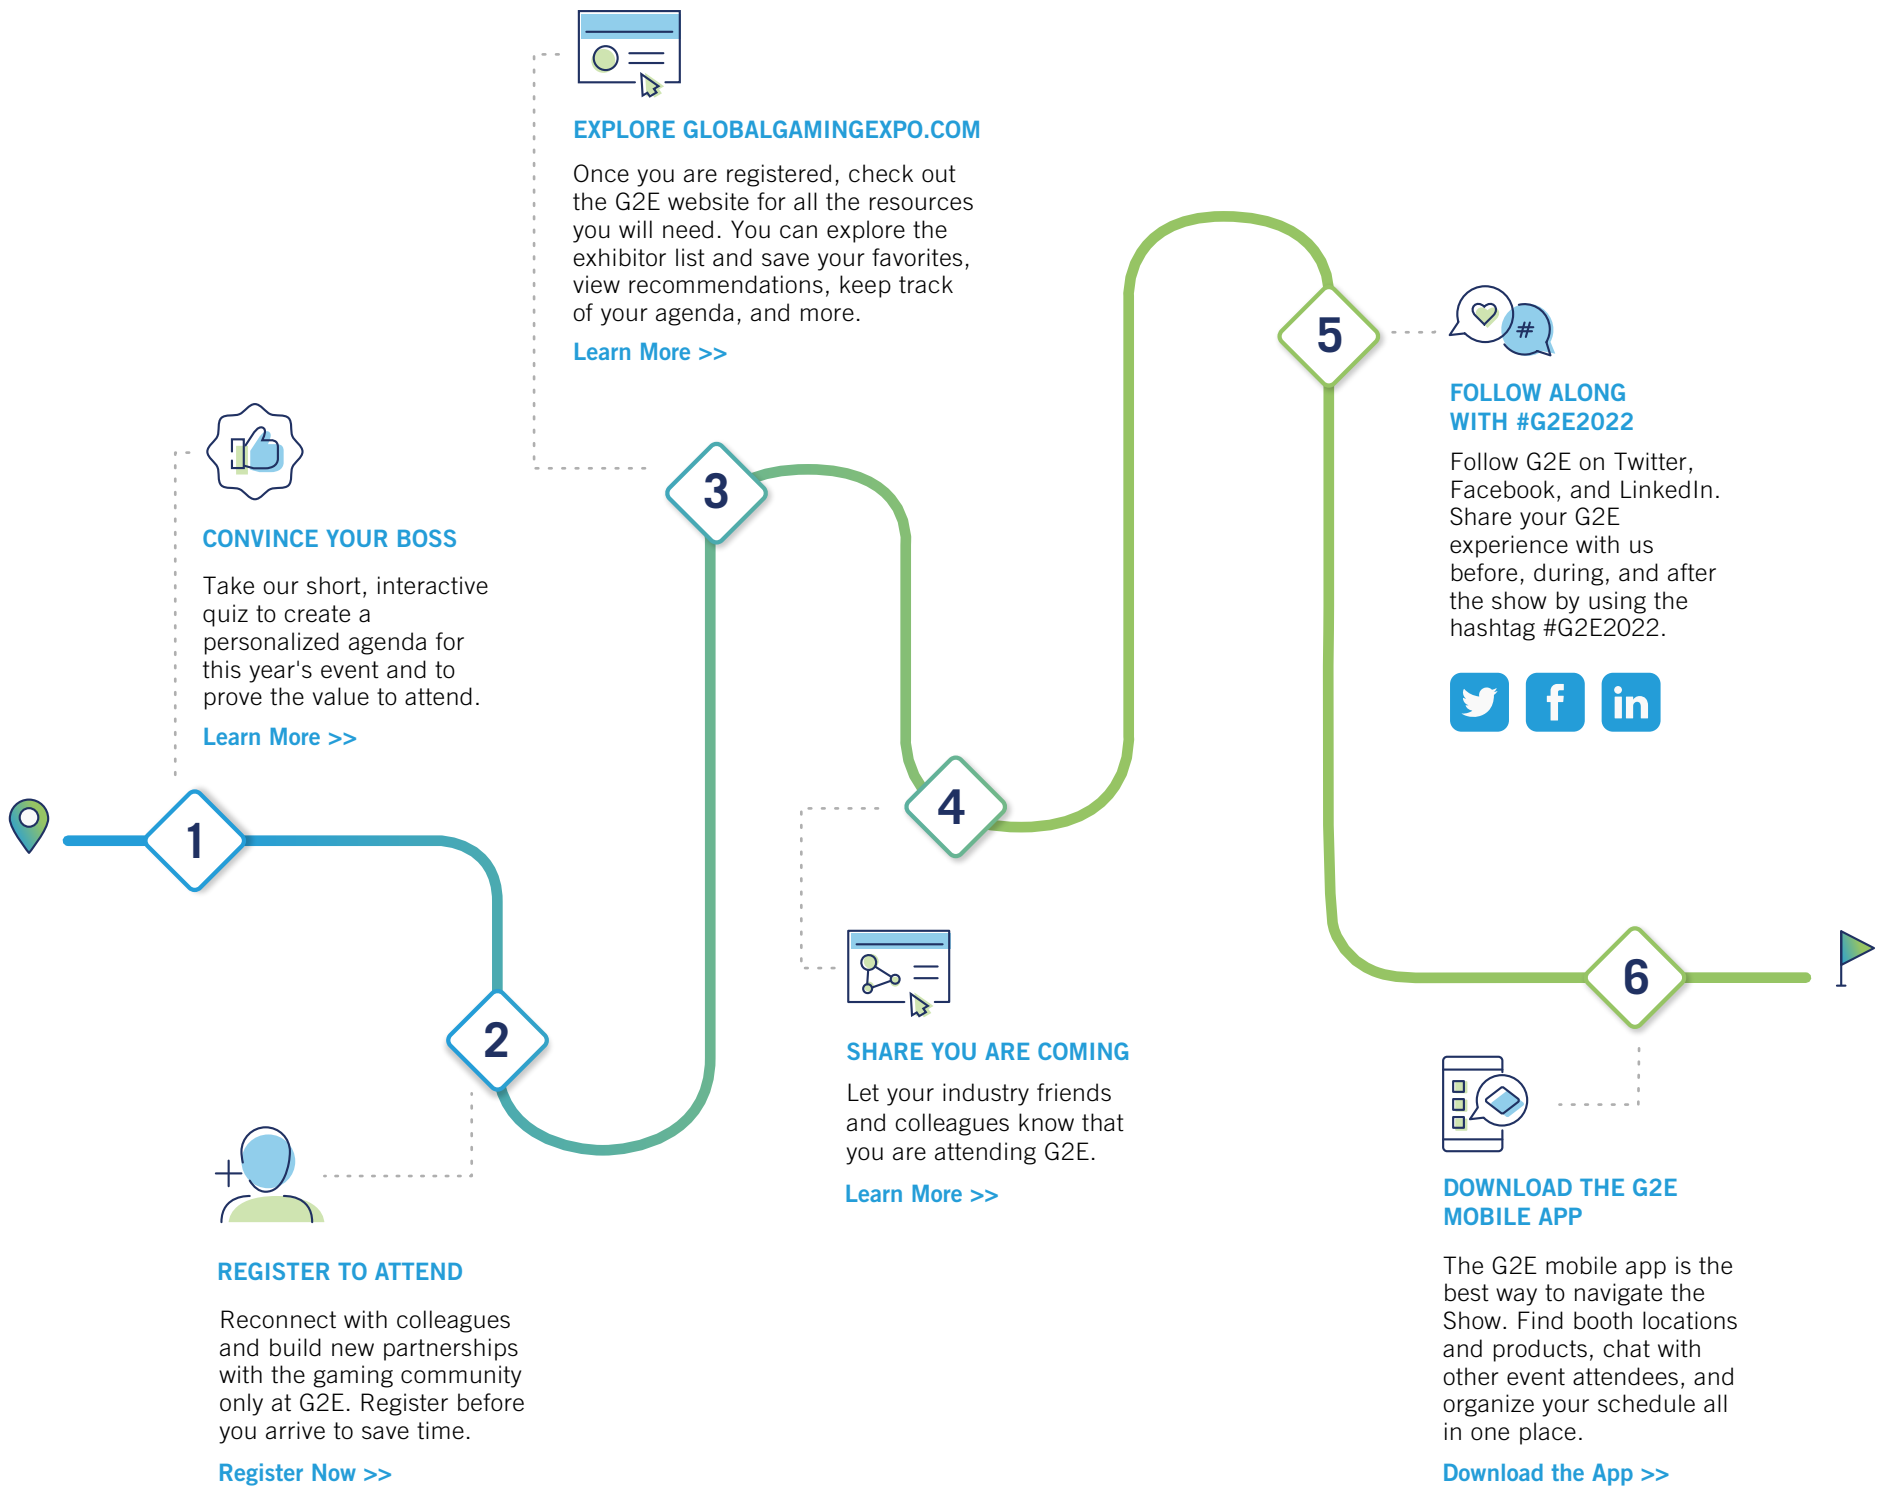 1
CONVINCE YOUR BOSS
Take our short, interactive
quiz to create a
personalized agenda for
this year's event and to
prove the value to attend.
Learn More >>
2
REGISTER TO ATTEND
Reconnect with colleagues
and build new partnerships
with the gaming community
only at G2E. Register before
you arrive to save time.
Register Now >>
3
EXPLORE GLOBALGAMINGEXPO.COM
Once you are registered, check out
the G2E website for all the resources
you will need. You can explore the
exhibitor list and save your favorites,
view recommendations, keep track
of your agenda, and more.
Learn More >>
4
SHARE YOU ARE COMING
Let your industry friends
and colleagues know that
you are attending G2E.
Learn More >>
5
#
FOLLOW ALONG
WITH #G2E2022
Follow G2E on Twitter,
Facebook, and LinkedIn.
Share your G2E
experience with us
before, during, and after
the show by using the
hashtag #G2E2022.
f
in
6
DOWNLOAD THE G2E
MOBILE APP
The G2E mobile app is the
best way to navigate the
Show. Find booth locations
and products, chat with
other event attendees, and
organize your schedule all
in one place.
Download the App >>